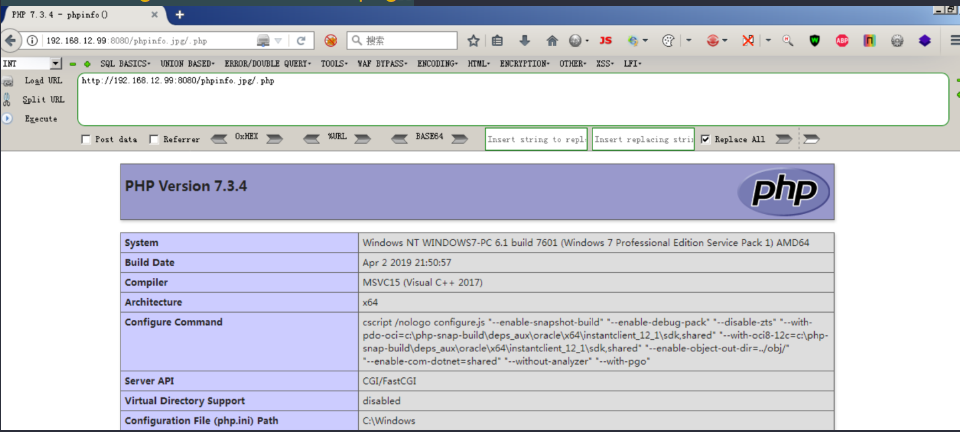 PHP 7.3.4 - phpinfo()
192.168.12.99:8080/phpinfo.jpg/.php
搜索
JS
ABP
INT
SQL BASICS- UNION BASED- ERROR/DOUBLE QUERY- TOOLS- WAF BYPASS- ENCODING- HTML- ENCRYPTION- OTHER- XSS- LFI-
Load URL
http://192.168.12.99:8080/phpinfo.jpg/.php
Split URL
Execute
Post data Referrer 0xHEX %URL BASE64 Insert string to repl Insert replacing stri Replace All
PHP Version 7.3.4
php
System
Windows NT WINDOWS7-PC 6.1 build 7601 (Windows 7 Professional Edition Service Pack 1) AMD64
Build Date
Apr 2 2019 21:50:57
Compiler
MSVC15 (Visual C++ 2017)
Architecture
x64
Configure Command
cscript /nologo configure.js "--enable-snapshot-build" "--enable-debug-pack" "--disable-zts" "--with-
pdo-oci=c:\php-snap-build\deps_aux\oracle\x64\instantclient_12_1\sdk,shared" "--with-oci8-12c=c:\php-
snap-build\deps_aux\oracle\x64\instantclient_12_1\sdk,shared" "--enable-object-out-dir=../obj/"
"--enable-com-dotnet=shared" "--without-analyzer" "--with-pgo"
Server API
CGI/FastCGI
Virtual Directory Support
disabled
Configuration File (php.ini) Path
C:\Windows